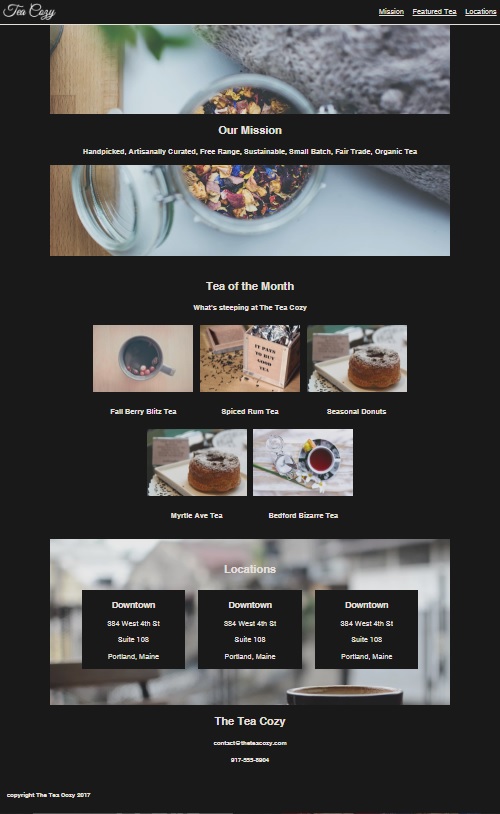 Tea Cozy
Mission Featured Tea Locations
Our Mission
Handpicked, Artisanally Curated, Free Range, Sustainable, Small Batch, Fair Trade, Organic Tea
Tea of the Month
What's steeping at The Tea Cozy
IT PAYS
TO BUY
GOOD
TEA
Fall Berry Blitz Tea
Spiced Rum Tea
Seasonal Donuts
Myrtle Ave Tea
Bedford Bizarre Tea
Locations
Downtown
384 West 4th St
Suite 108
Portland, Maine
Downtown
384 West 4th St
Suite 108
Portland, Maine
Downtown
384 West 4th St
Suite 108
Portland, Maine
The Tea Cozy
contact@theteacozy.com
917-555-8904
copyright The Tea Cozy 2017